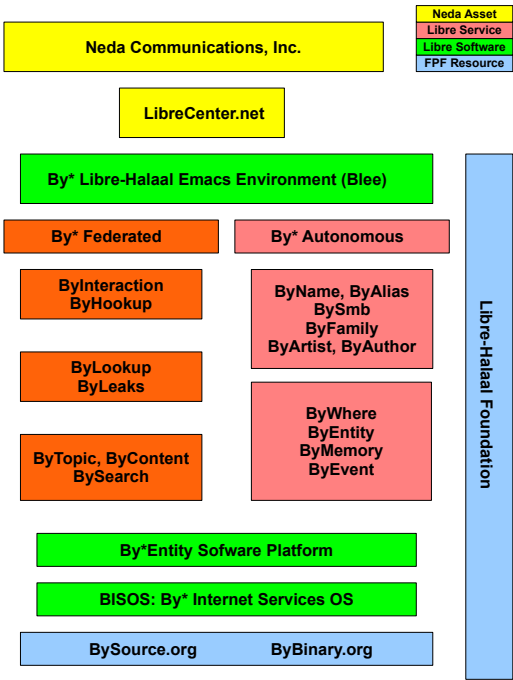 Neda Asset
Libre Service
Libre Software
FPF Resource
Neda Communications, Inc.
LibreCenter.net
By* Libre-Halaal Emacs Environment (Blee)
By* Federated
By* Autonomous
ByInteraction
ByHookup
ByName, ByAlias
BySmb
ByFamily
ByArtist, ByAuthor
ByLookup
ByLeaks
ByWhere
ByEntity
ByMemory
ByEvent
ByTopic, ByContent
BySearch
Libre-Halaal Foundation
By*Entity Sofware Platform
BISOS: By* Internet Services OS
BySource.org
ByBinary.org